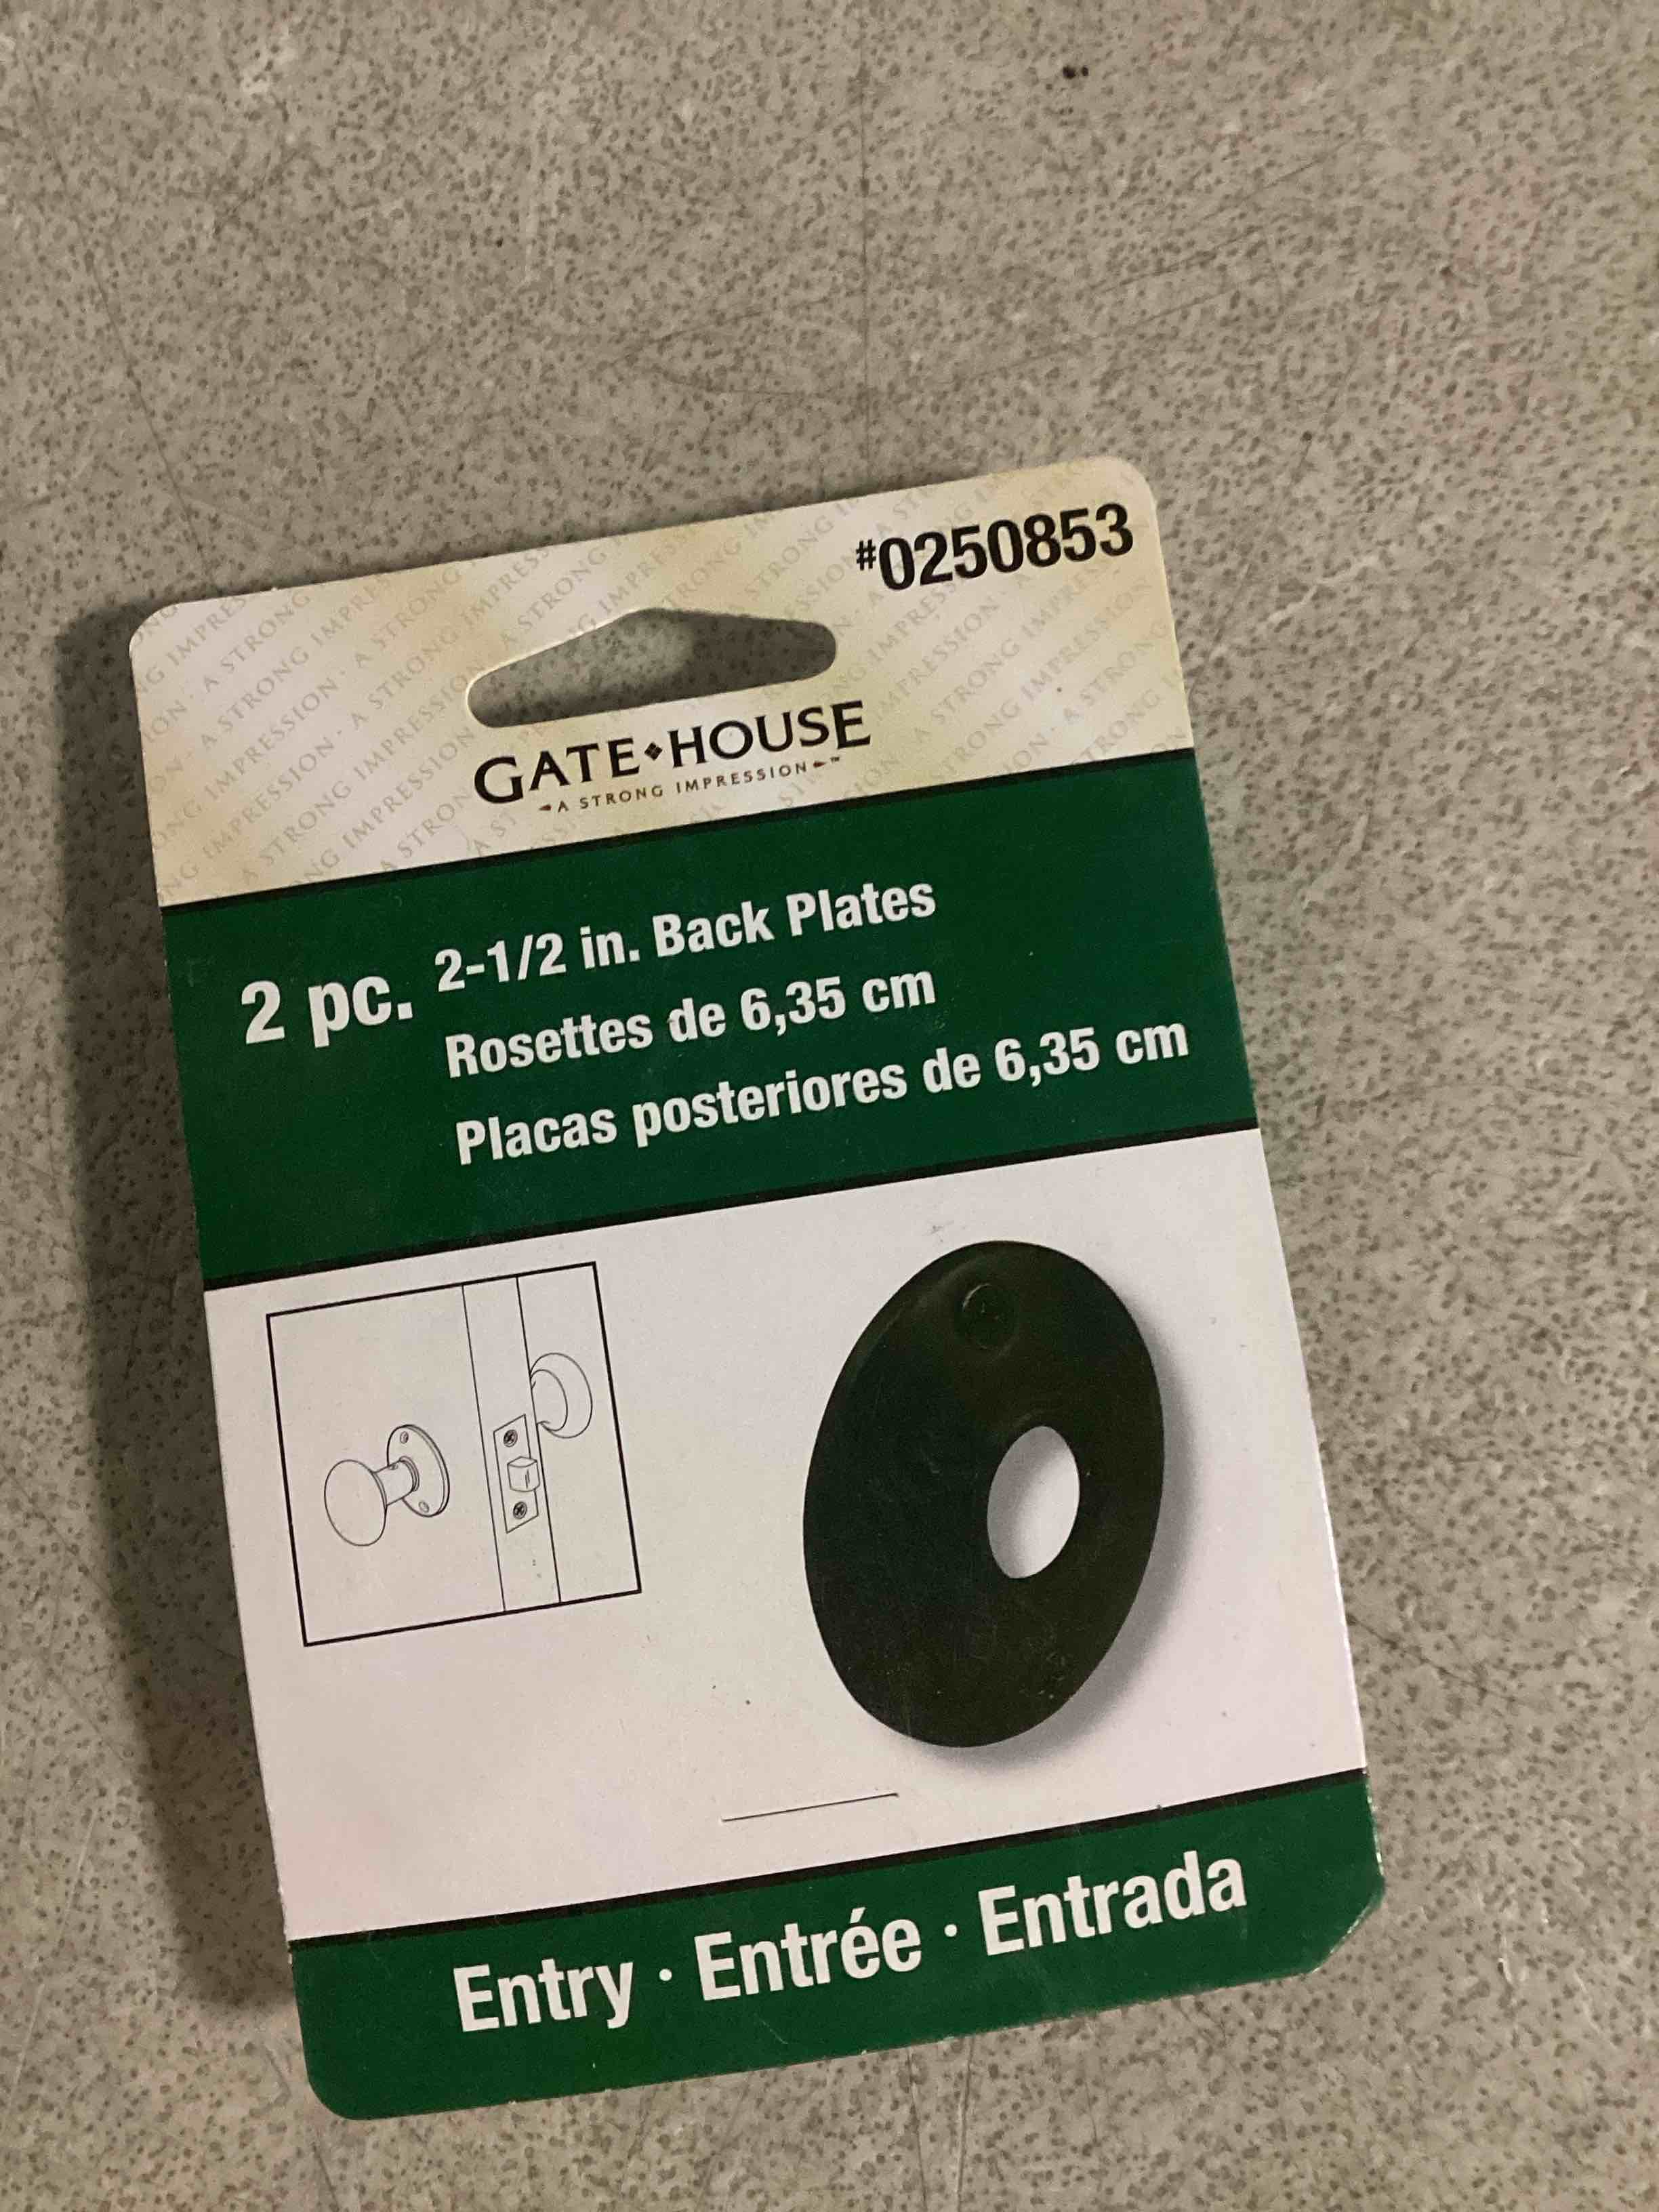 #0250853
GATE◆HOUSE
A STRONG IMPRESSION
2 pc.
2-1/2 in. Back Plates
Rosettes de 6,35 cm
Placas posteriores de 6,35 cm
Entry · Entrée · Entrada